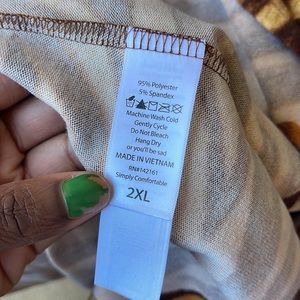 95% Polyester
5% Spandex
Machine Wash Cold
Gently Cycle
Do Not Bleach
Hang Dry
or you'll be sad
MADE IN VIETNAM
RN#142161
Simply Comfortable
2XL